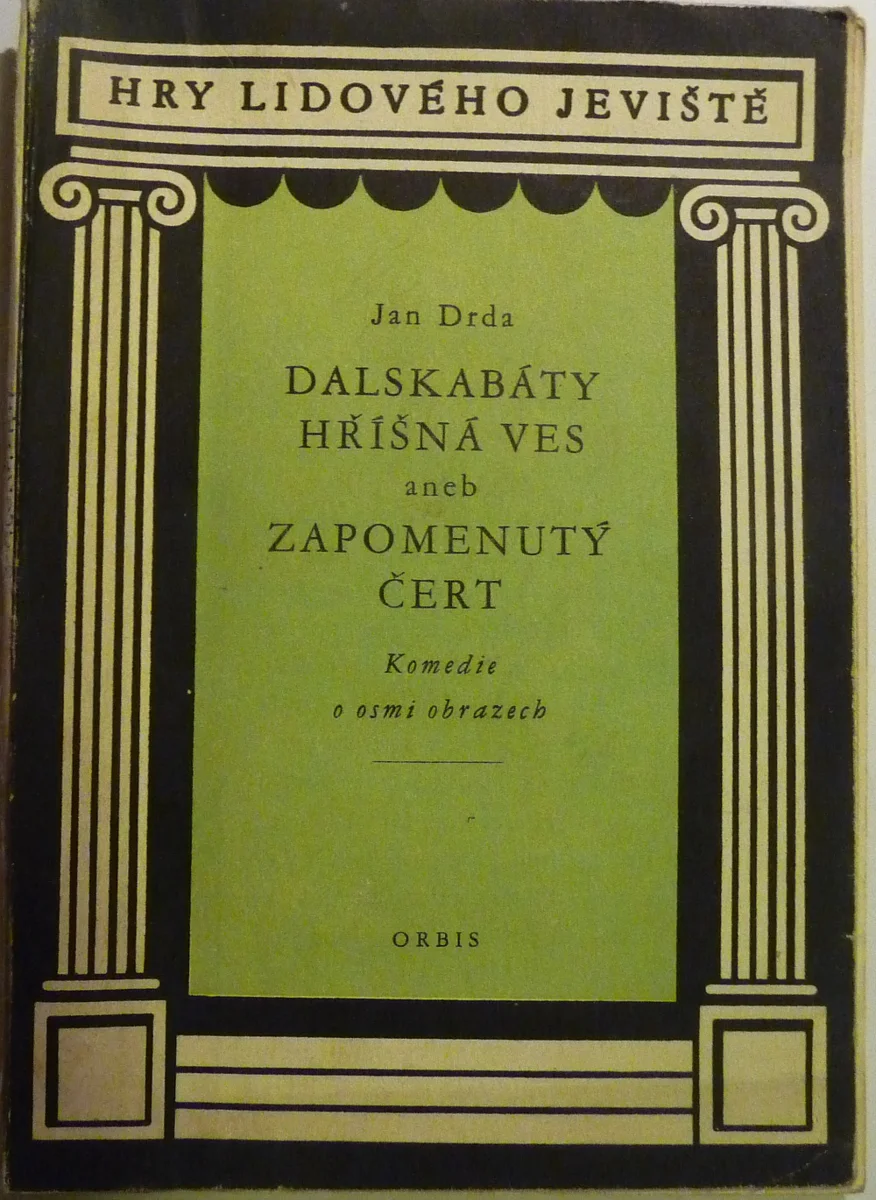 HRY LIDOVÉHO JEVIŠTĚ
Jan Drda
DALSKABÁTY
HŘÍŠNÁ VES
aneb
ZAPOMENUTÝ
ČERT
Komedie
o osmi obrazech
ORBIS